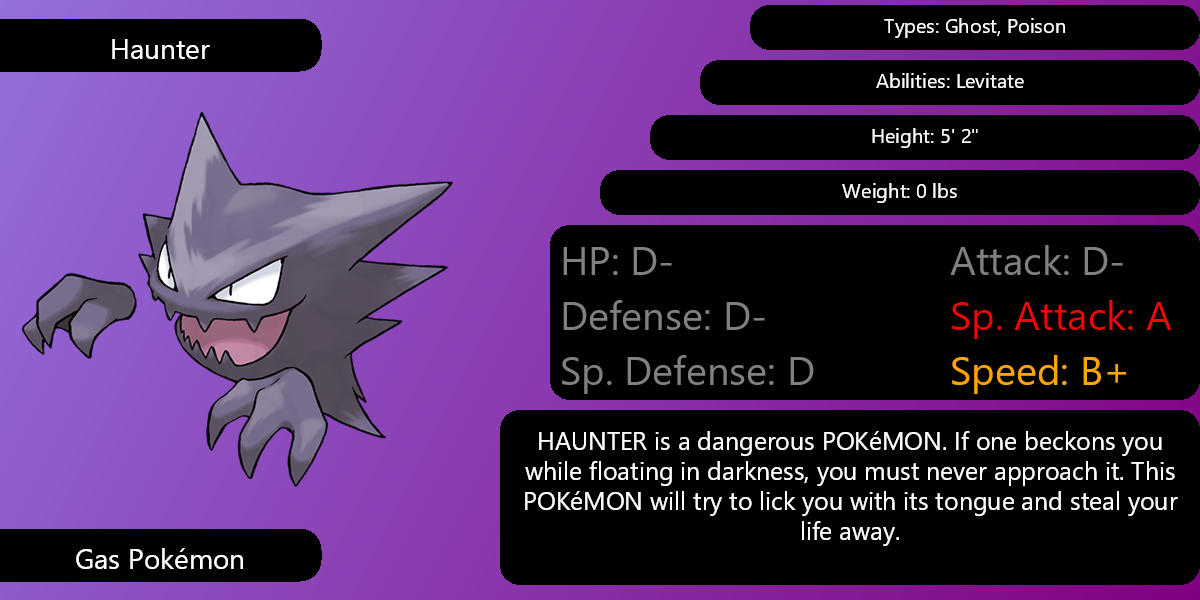 Haunter
Types: Ghost, Poison
Abilities: Levitate
Height: 5' 2"
Weight: 0 lbs
HP: D-
Attack: D-
Defense: D-
Sp. Attack: A
Sp. Defense: D
Speed: B+
HAUNTER is a dangerous POKéMON. If one beckons you
while floating in darkness, you must never approach it. This
POKéMON will try to lick you with its tongue and steal your
life away.
Gas Pokémon